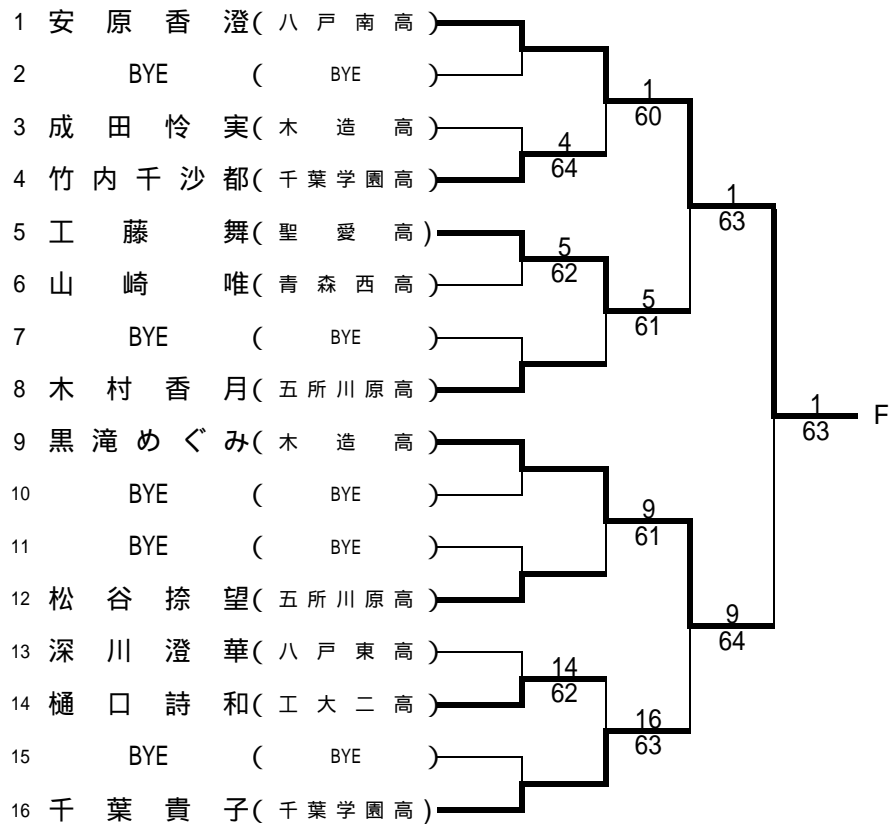 1 安原香澄(八戸南高)
2 BYE (BYE)
1
60
3 成田怜実(木造高)
4
64
4 竹内千沙都(千葉学園高)
1
63
5 工藤舞(聖愛高)
5
62
6 山崎唯(青森西高)
5
61
7 BYE (BYE)
8 木村香月(五所川原高)
1
63
F
9 黒滝めぐみ(木造高)
10 BYE (BYE)
9
61
11 BYE (BYE)
12 松谷捺望(五所川原高)
9
64
13 深川澄華(八戸東高)
14
62
14 樋口詩和(工大二高)
16
63
15 BYE (BYE)
16 千葉貴子(千葉学園高)